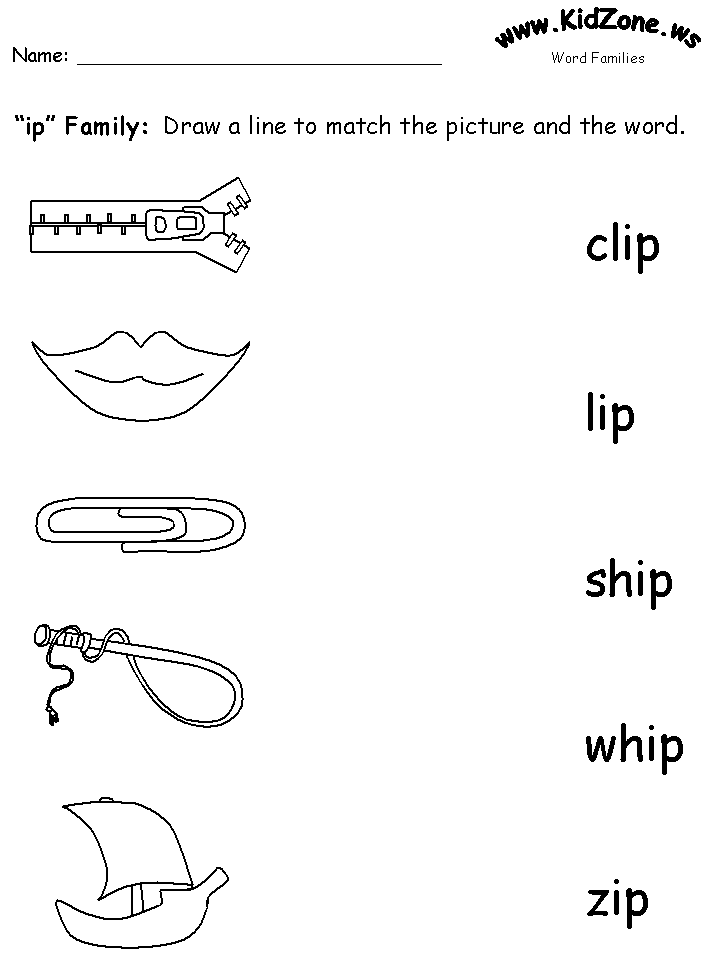 www.KidZone.ws
Name:
Word Families
“ip” Family: Draw a line to match the picture and the word.
clip
lip
ship
whip
zip